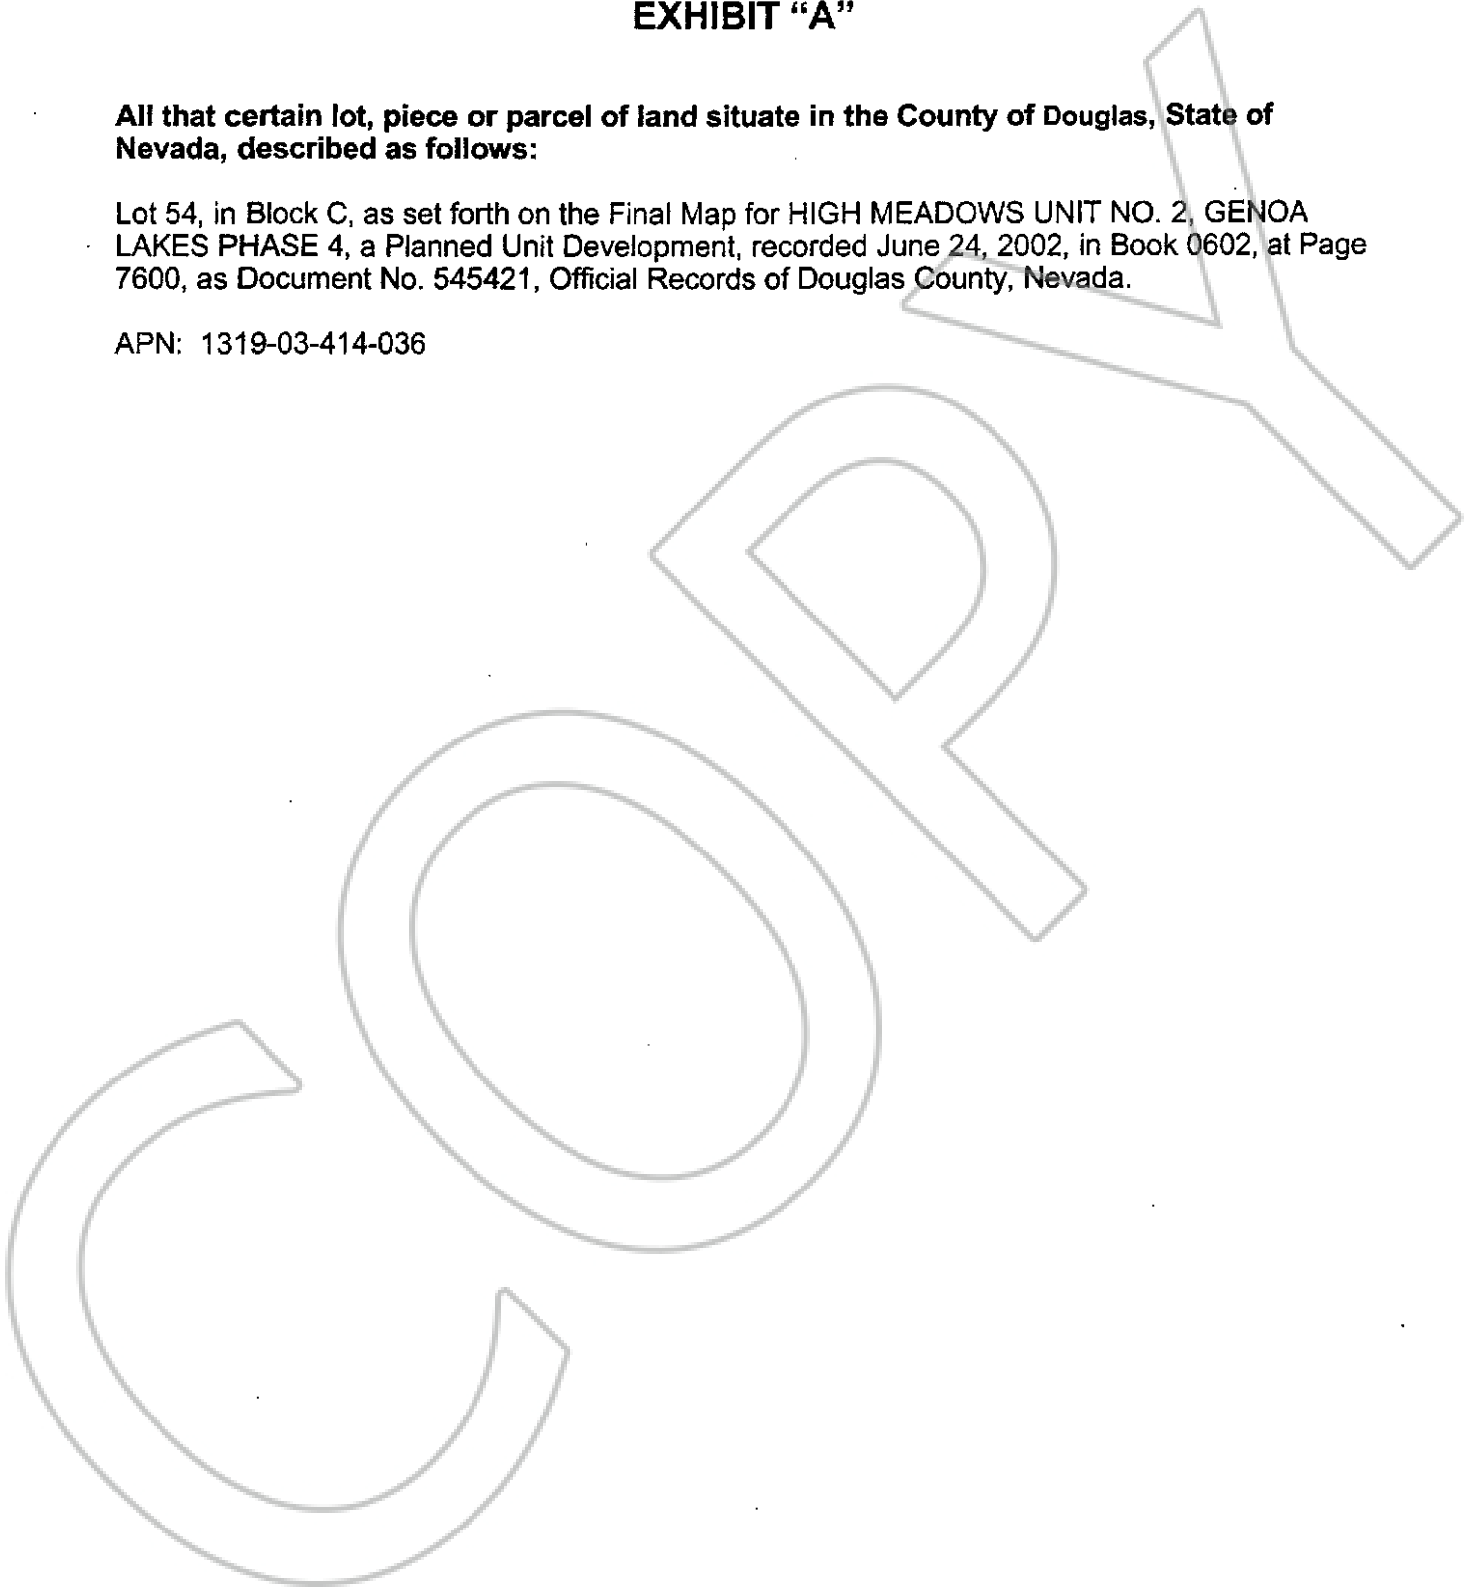 EXHIBIT “A”
All that certain lot, piece or parcel of land situate in the County of Douglas, State of
Nevada, described as follows:
Lot 54, in Block C, as set forth on the Final Map for HIGH MEADOWS UNIT NO. 2, GENOA
LAKES PHASE 4, a Planned Unit Development, recorded June 24, 2002, in Book 0602, at Page
7600, as Document No. 545421, Official Records of Douglas County, Nevada.
APN: 1319-03-414-036
COPY